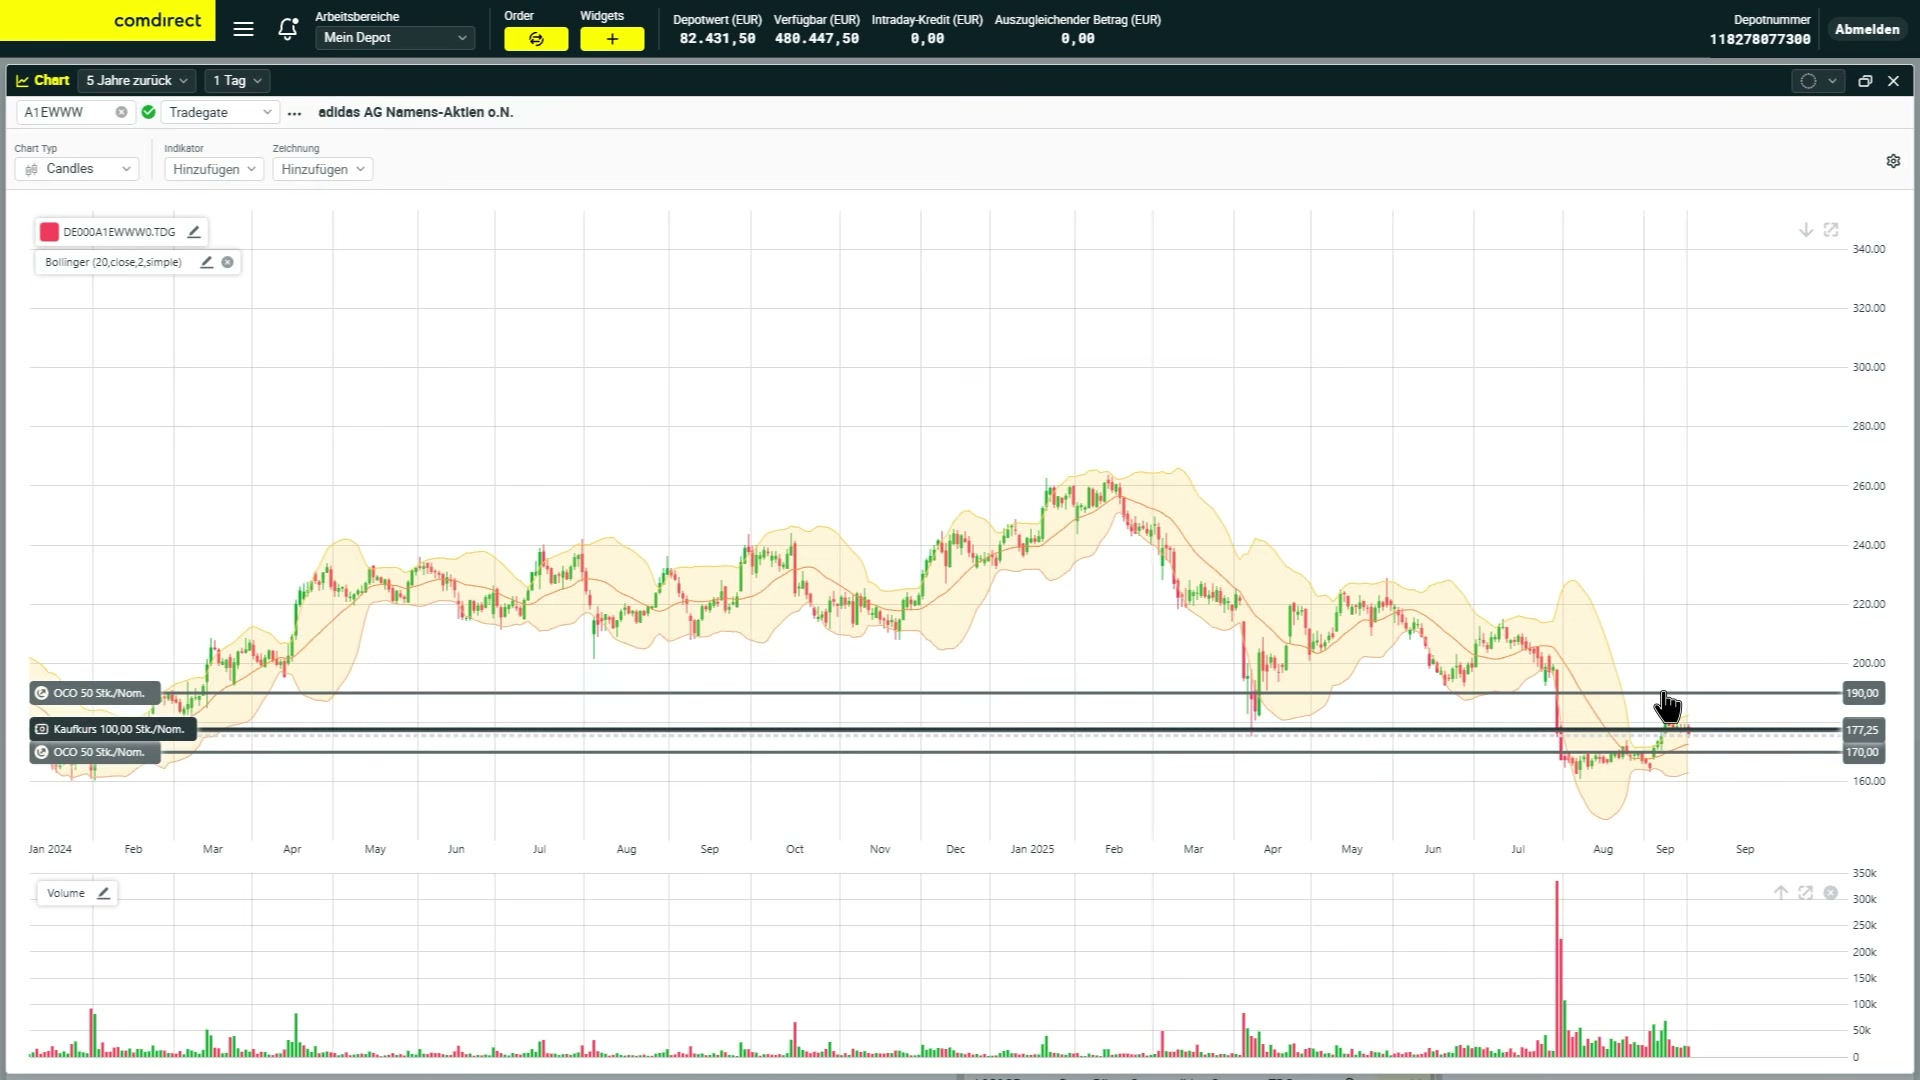 comdirect
Arbeitsbereiche
Mein Depot
Order
Widgets
Depotwert (EUR) Verfügbar (EUR) Intraday-Kredit (EUR) Auszugleichender Betrag (EUR)
82.431,50 480.447,50 0,00 0,00
Depotnummer
118278077300
Abmelden
Chart 5 Jahre zurück 1 Tag
A1EWWW Tradegate ... adidas AG Namens-Aktien o.N.
Chart Typ Indikator Zeichnung
Candles Hinzufügen Hinzufügen
DE000A1EWWW0.TDG
Bollinger (20,close,2,simple)
340.00
320.00
300.00
280.00
260.00
240.00
220.00
200.00
OCO 50 Stk./Nom. 190,00
Kaufkurs 100,00 Stk./Nom. 177,25
OCO 50 Stk./Nom. 170,00
160.00
Jan 2024 Feb Mar Apr May Jun Jul Aug Sep Oct Nov Dec Jan 2025 Feb Mar Apr May Jun Jul Aug Sep Sep
Volume
350k
300k
250k
200k
150k
100k
50k
0